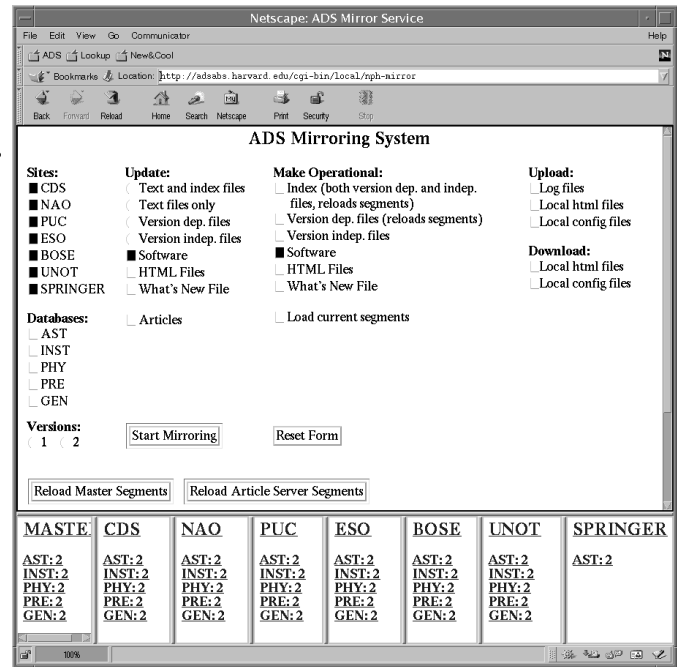 Netscape: ADS Mirror Service
File Edit View Go Communicator Help
ADS Lookup New&Cool
Bookmarks Location: http://adsabs.harvard.edu/cgi-bin/local/nph-mirror
Back Forward Reload Home Search Netscape Print Security Stop
ADS Mirroring System
Sites:
CDS
NAO
PUC
ESO
BOSE
UNOT
SPRINGER
Update:
Text and index files
Text files only
Version dep. files
Version indep. files
Software
HTML Files
What's New File
Articles
Make Operational:
Index (both version dep. and indep.
files, reloads segments)
Version dep. files (reloads segments)
Version indep. files
Software
HTML Files
What's New File
Load current segments
Upload:
Log files
Local html files
Local config files
Download:
Local html files
Local config files
Databases:
AST
INST
PHY
PRE
GEN
Versions:
1 2
Start Mirroring Reset Form
Reload Master Segments Reload Article Server Segments
MASTE
AST: 2
INST: 2
PHY: 2
PRE: 2
GEN: 2
CDS
AST: 2
INST: 2
PHY: 2
PRE: 2
GEN: 2
NAO
AST: 2
INST: 2
PHY: 2
PRE: 2
GEN: 2
PUC
AST: 2
INST: 2
PHY: 2
PRE: 2
GEN: 2
ESO
AST: 2
INST: 2
PHY: 2
PRE: 2
GEN: 2
BOSE
AST: 2
INST: 2
PHY: 2
PRE: 2
GEN: 2
UNOT
AST: 2
INST: 2
PHY: 2
PRE: 2
GEN: 2
SPRINGER
AST: 2
100%